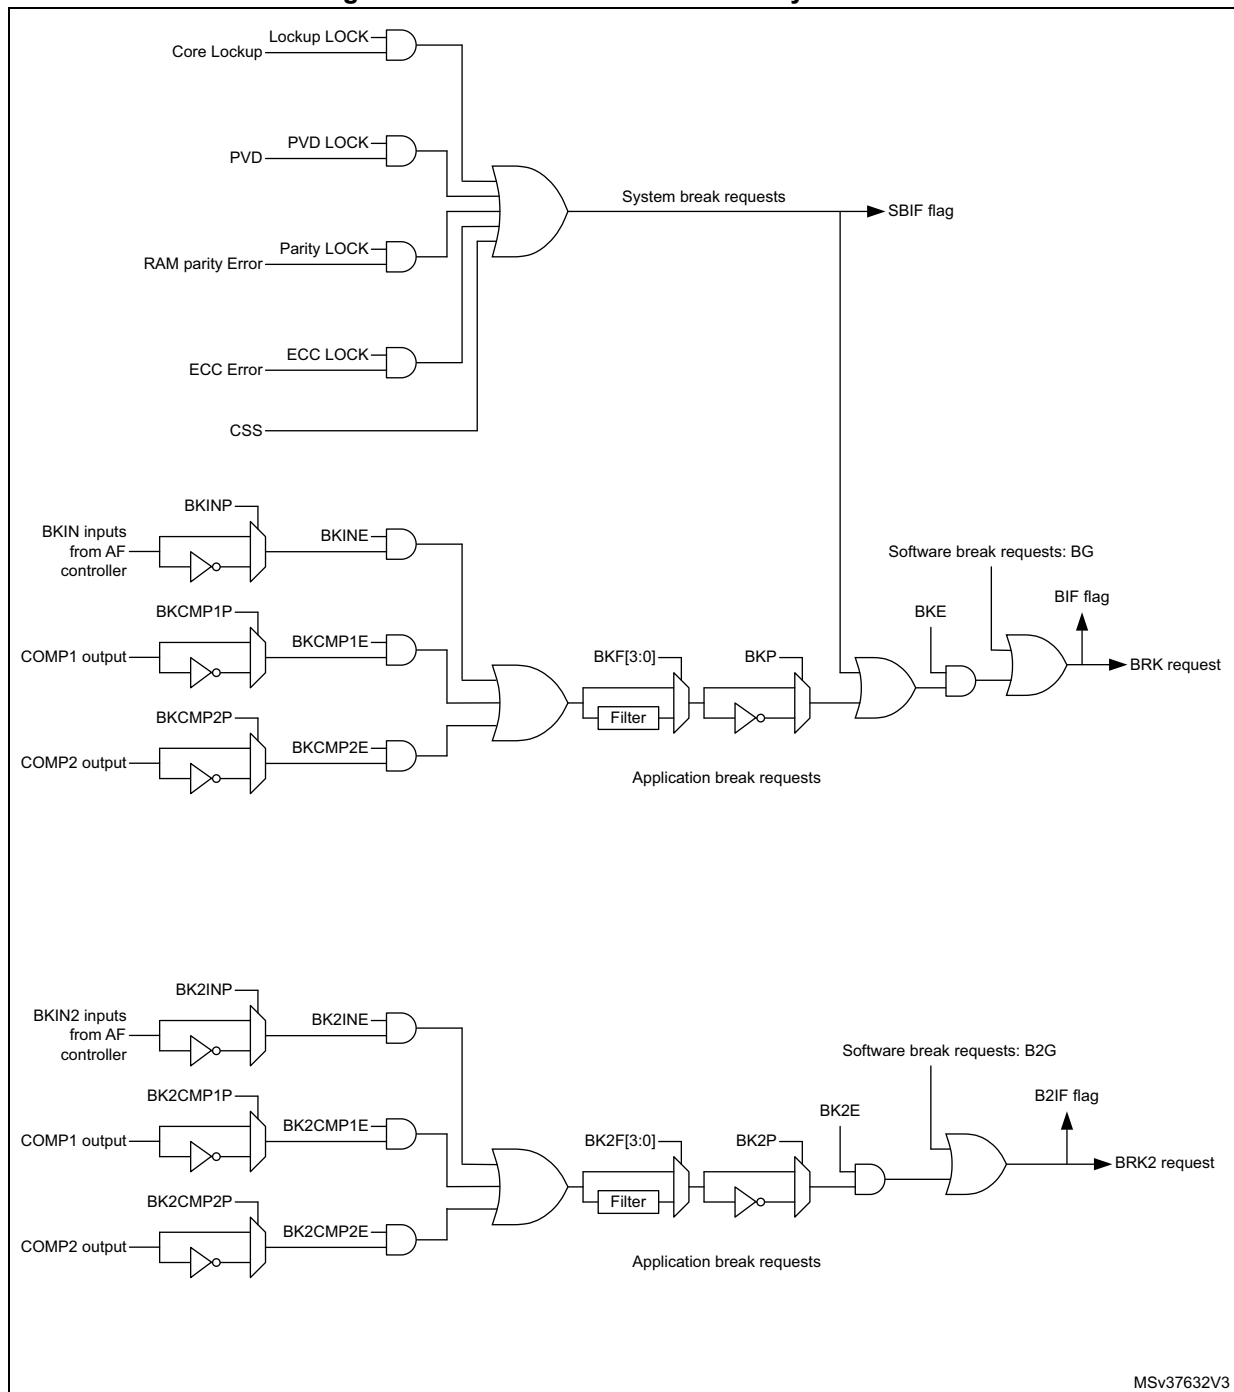 Lockup LOCK
Core Lockup
PVD LOCK
PVD
System break requests
SBIF flag
Parity LOCK
RAM parity Error
ECC LOCK
ECC Error
CSS
BKINP
BKIN inputs
from AF
controller
BKINE
Software break requests: BG
BIF flag
BKCMP1P
BKCMP1E
BKE
COMP1 output
BKF[3:0]
BKP
BRK request
BKCMP2P
Filter
BKCMP2E
COMP2 output
Application break requests
BK2INP
BKIN2 inputs
from AF
controller
BK2INE
Software break requests: B2G
B2IF flag
BK2CMP1P
BK2CMP1E
BK2E
COMP1 output
BK2F[3:0]
BK2P
BRK2 request
BK2CMP2P
Filter
BK2CMP2E
COMP2 output
Application break requests
MSv37632V3